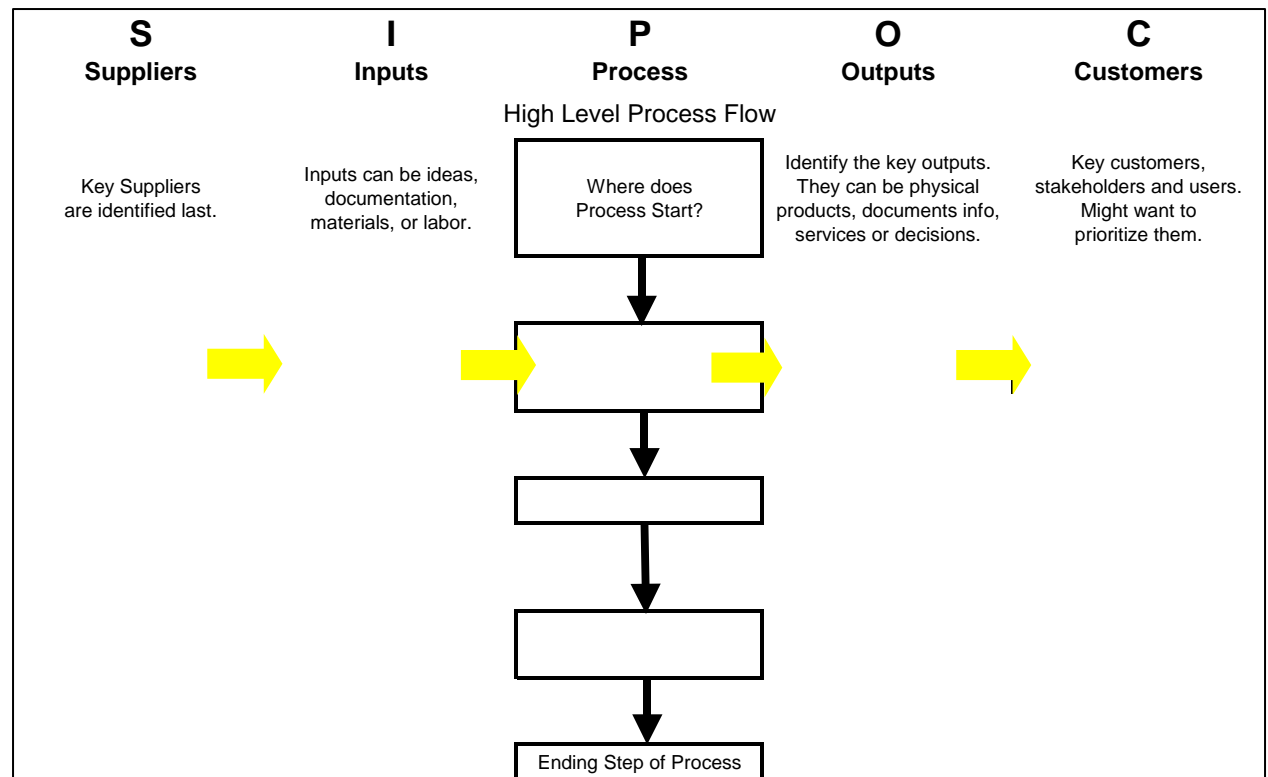 S
I
P
O
C
Suppliers
Inputs
Process
Outputs
Customers
High Level Process Flow
Key Suppliers
are identified last.
Inputs can be ideas,
documentation,
materials, or labor.
Where does
Process Start?
Identify the key outputs.
They can be physical
products, documents info,
services or decisions.
Key customers,
stakeholders and users.
Might want to
prioritize them.
Ending Step of Process